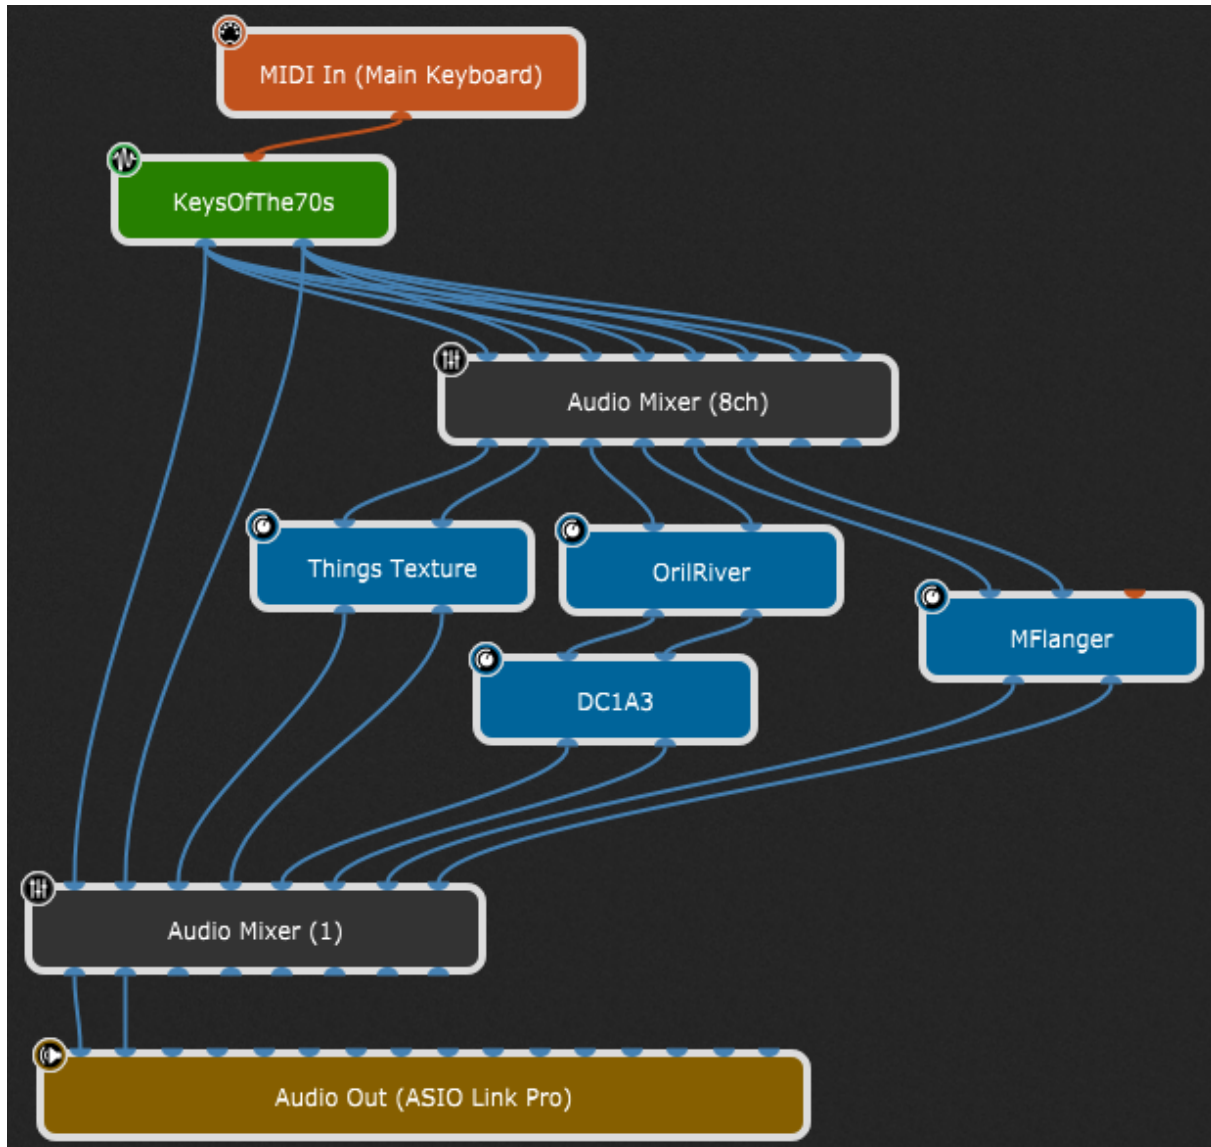 MIDI In (Main Keyboard)
KeysOfThe70s
Audio Mixer (8ch)
Things Texture
OrilRiver
MFlanger
DC1A3
Audio Mixer (1)
Audio Out (ASIO Link Pro)